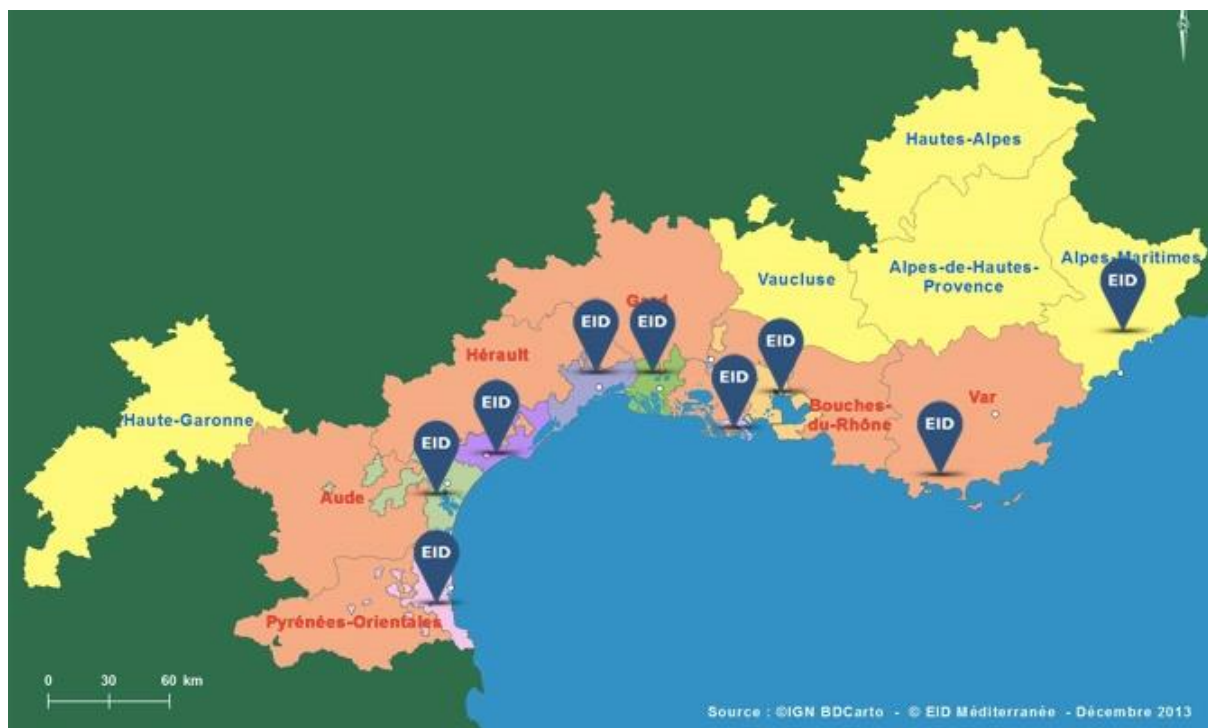 N
Hautes-Alpes
Alpes-Maritimes
EID
Alpes-de-Hautes-
Provence
Vaucluse
Gard
EID
EID
EID
Hérault
EID
EID
Bouches-
du-Rhône
Var
EID
Haute-Garonne
EID
Aude
EID
Pyrénées-Orientales
0 30 60 km
Source : ©IGN BDCarto - © EID Méditerranée - Décembre 2013